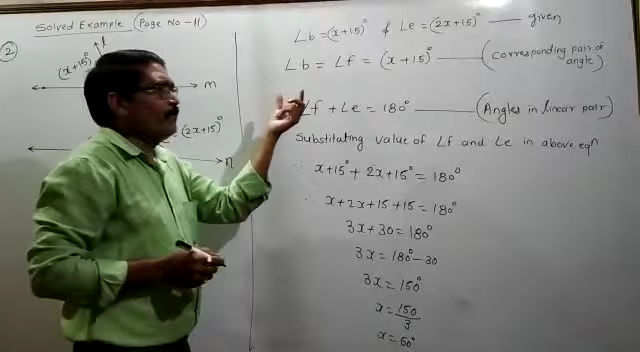 Solved Example (Page No -11)
②
l
(x+15)°
m
(2x+15)°
n
∠b = (x+15)° & ∠e = (2x+15)° — given
∠b = ∠f = (x+15)° — (Corresponding pair of angle)
∠f + ∠e = 180° — (Angles in linear pair)
Substituting value of ∠f and ∠e in above eqn
∴ x+15° + 2x+15° = 180°
∴ x+2x+15+15 = 180°
3x+30 = 180°
3x = 180° - 30
3x = 150°
x = 150/3
x = 50°